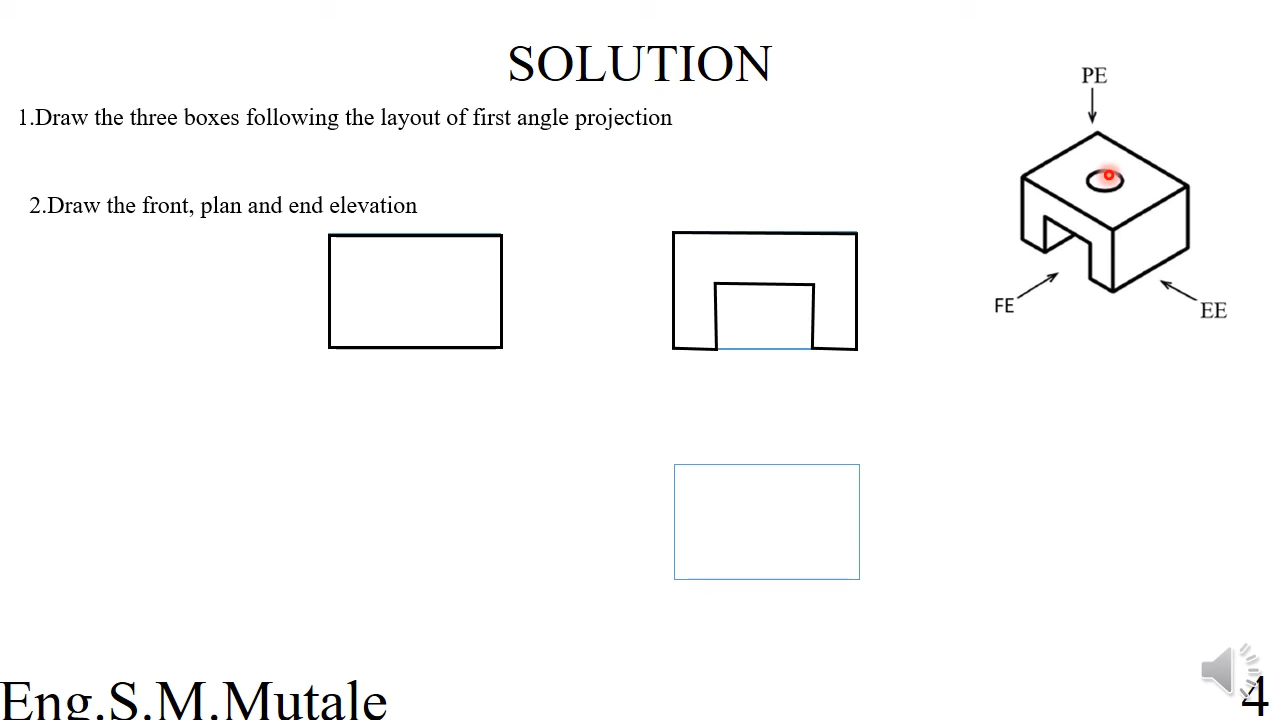 SOLUTION
PE
1.Draw the three boxes following the layout of first angle projection
2.Draw the front, plan and end elevation
FE
EE
Eng.S.M.Mutale
4